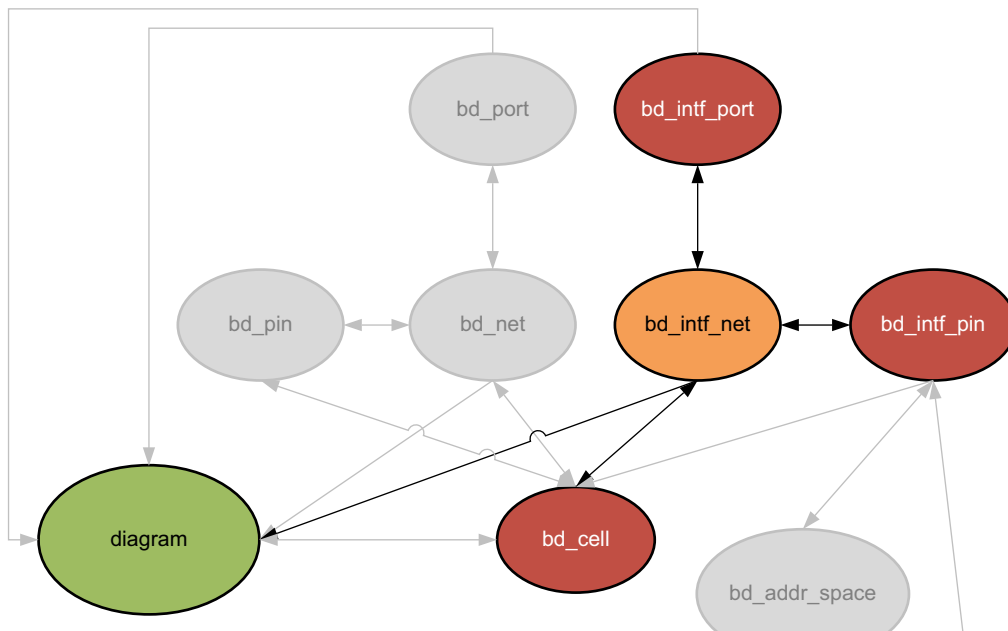 bd_port
bd_intf_port
bd_pin
bd_net
bd_intf_net
bd_intf_pin
diagram
bd_cell
bd_addr_space